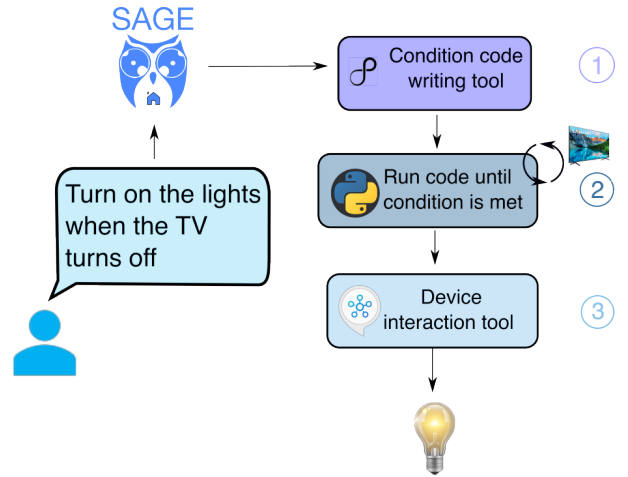 SAGE
Condition code
writing tool
1
Turn on the lights
when the TV
turns off
Run code until
condition is met
2
Device
interaction tool
3